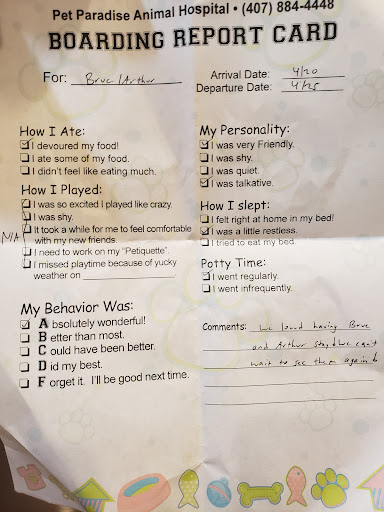 Pet Paradise Animal Hospital • (407) 884-4448
BOARDING REPORT CARD
For: Bruc/Arthur
Arrival Date: 4/20
Departure Date: 4/25
How I Ate:
☑ I devoured my food!
☐ I ate some of my food.
☐ I didn't feel like eating much.
How I Played:
☐ I was so excited i played like crazy.
☐ I was shy.
N/A
☐ It took a while for me to feel comfortable
with my new friends.
☐ I need to work on my "Petiquette".
☐ I missed playtime because of yucky
weather on
My Behavior Was:
☑ Absolutely wonderful!
☐ Better than most.
☐ Could have been better.
☐ Did my best.
☐ Forget it. I'll be good next time.
My Personality:
☑ I was very Friendly.
☐ I was shy.
☐ I was quiet.
☑ I was talkative.
How I slept:
☐ I felt right at home in my bed!
☑ I was a little restless.
☐ I tried to eat my bed.
Potty Time:
☑ I went regularly.
☐ I went infrequently.
Comments: We loved having Bruc
and Arthur stay! We can't
wait to see them again